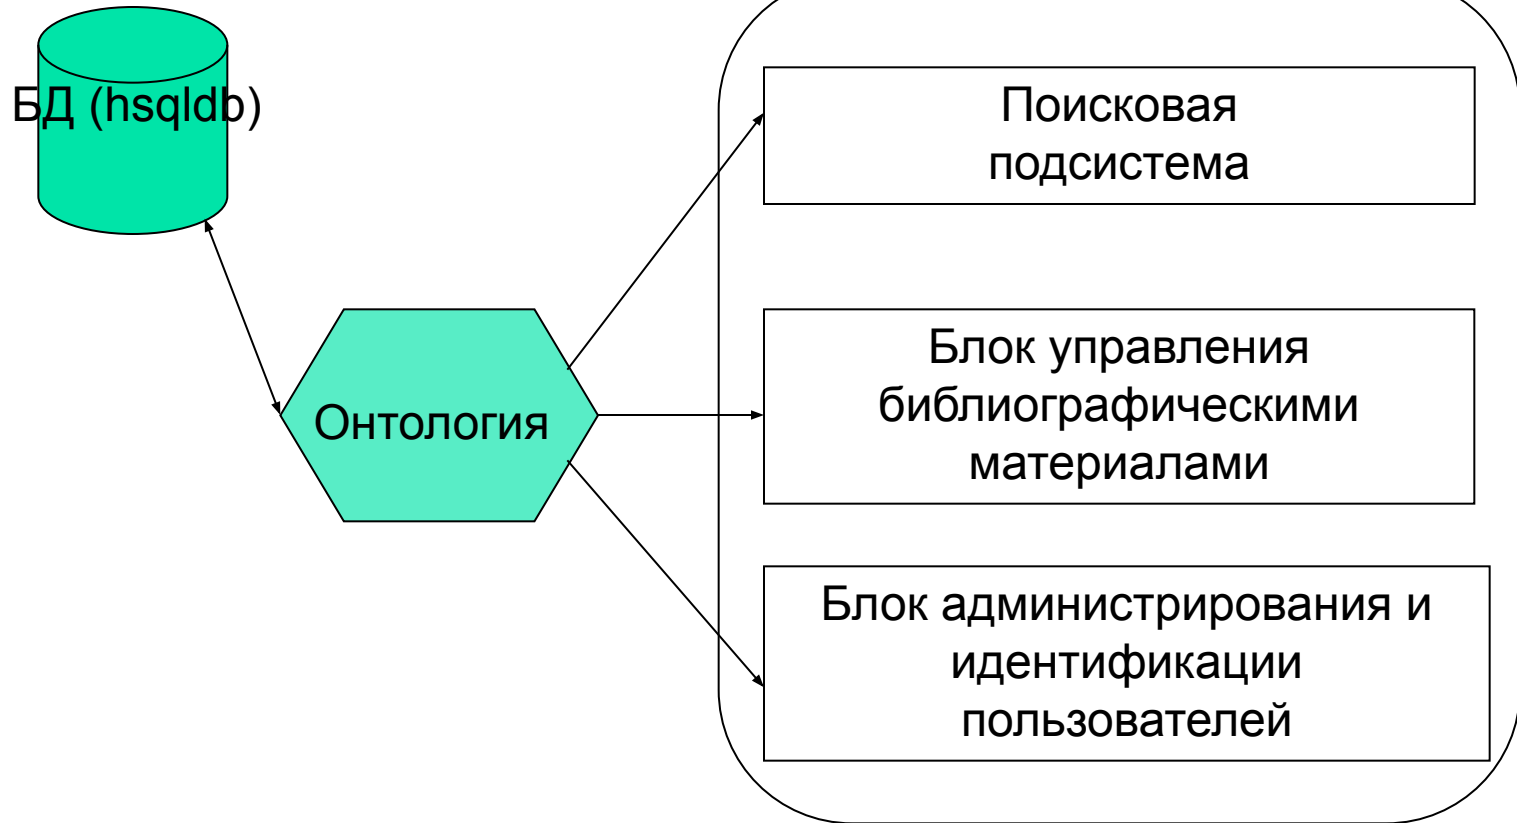 БД (hsqldb)
Поисковая
подсистема
Онтология
Блок управления
библиографическими
материалами
Блок администрирования и
идентификации
пользователей